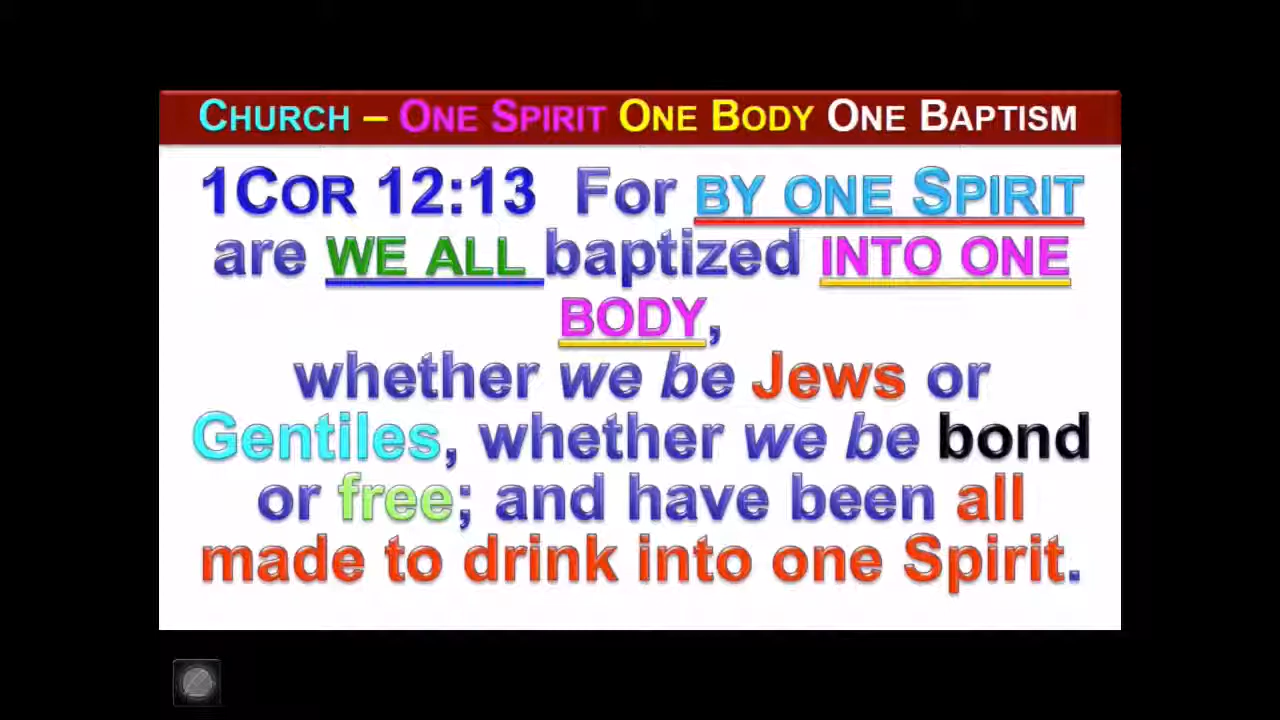 CHURCH – ONE SPIRIT ONE BODY ONE BAPTISM
1COR 12:13 For BY ONE SPIRIT
are WE ALL baptized INTO ONE
BODY,
whether we be Jews or
Gentiles, whether we be bond
or free; and have been all
made to drink into one Spirit.